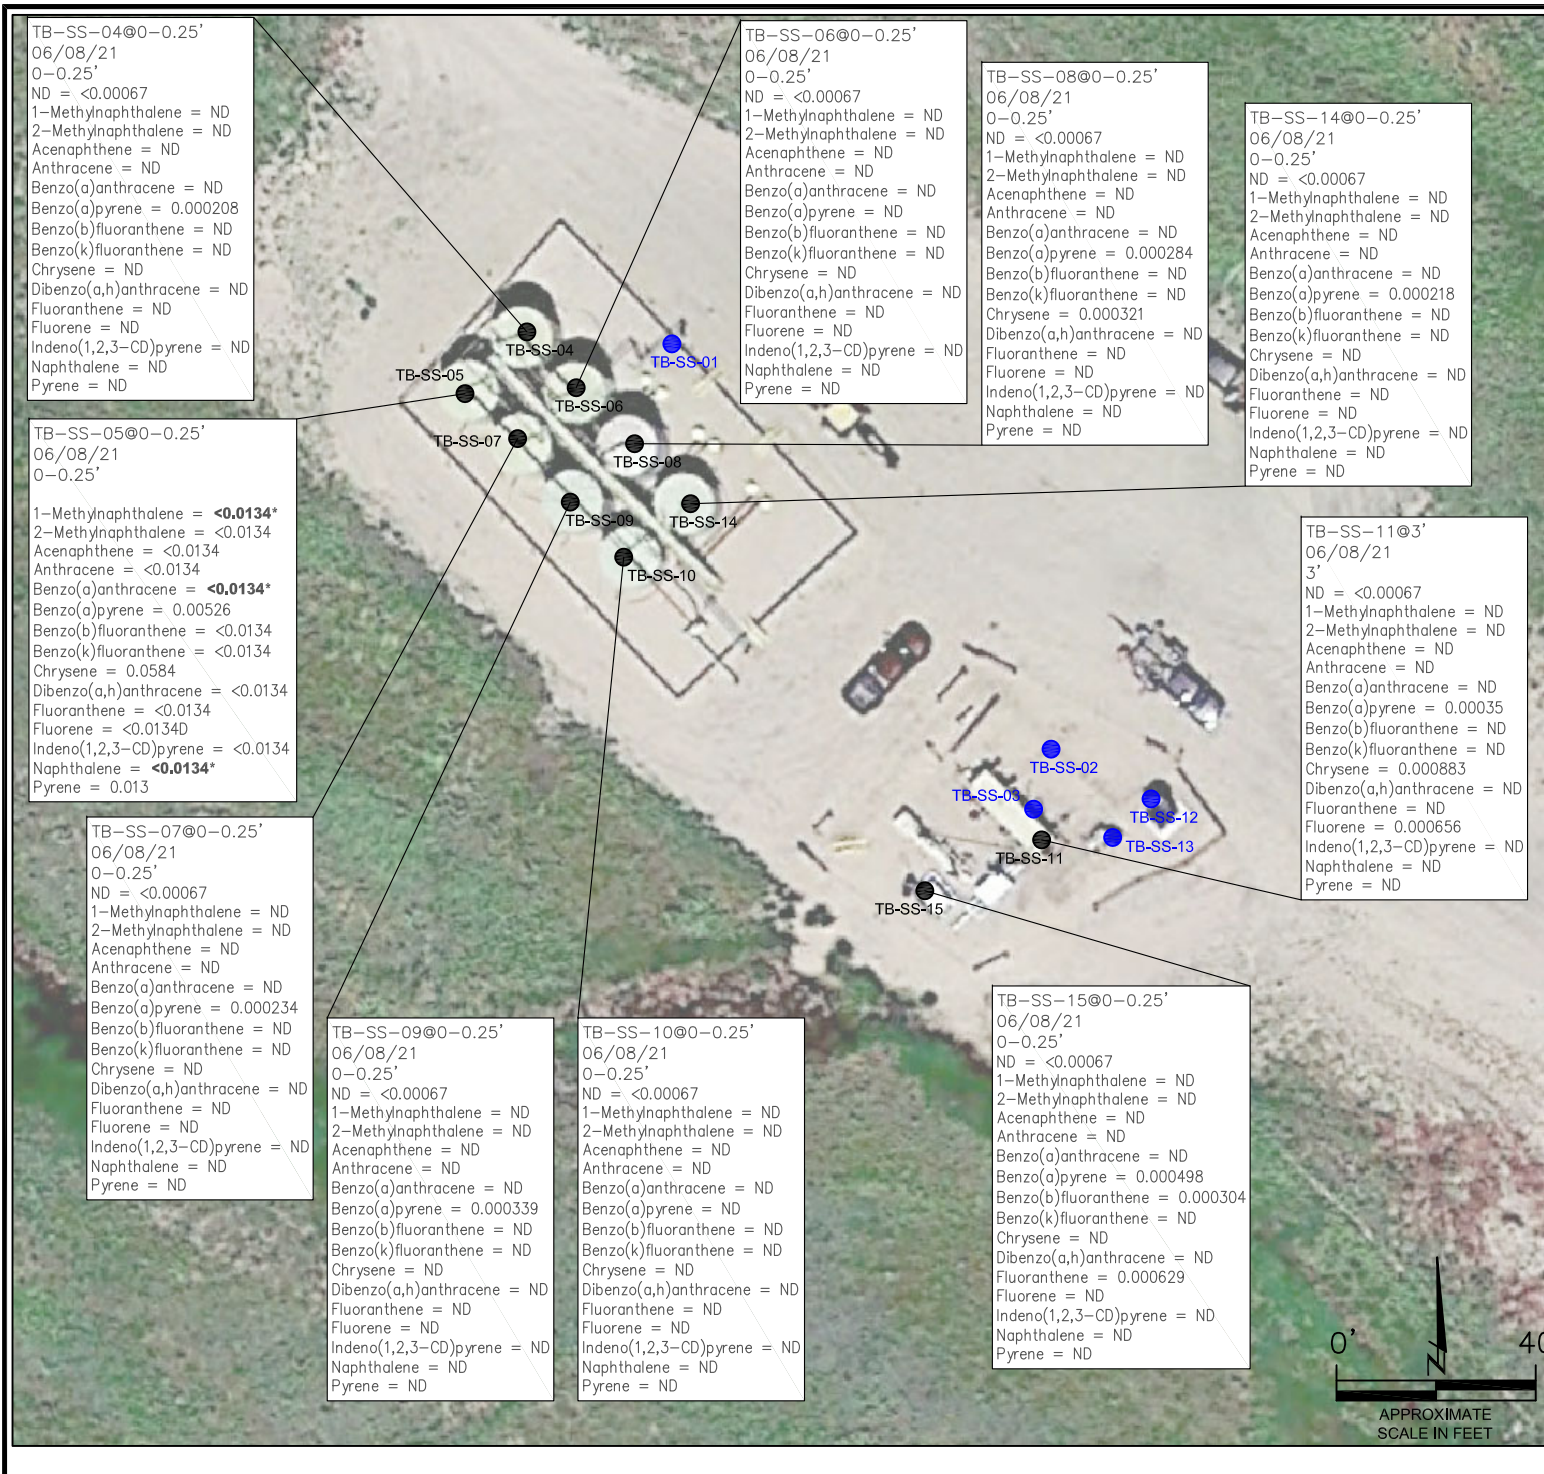 TB-SS-04@0-0.25'
06/08/21
0-0.25'
ND = <0.00067
1-Methylnaphthalene = ND
2-Methylnaphthalene = ND
Acenaphthene = ND
Anthracene = ND
Benzo(a)anthracene = ND
Benzo(a)pyrene = 0.000208
Benzo(b)fluoranthene = ND
Benzo(k)fluoranthene = ND
Chrysene = ND
Dibenzo(a,h)anthracene = ND
Fluoranthene = ND
Fluorene = ND
Indeno(1,2,3-CD)pyrene = ND
Naphthalene = ND
Pyrene = ND
TB-SS-06@0-0.25'
06/08/21
0-0.25'
ND = <0.00067
1-Methylnaphthalene = ND
2-Methylnaphthalene = ND
Acenaphthene = ND
Anthracene = ND
Benzo(a)anthracene = ND
Benzo(a)pyrene = ND
Benzo(b)fluoranthene = ND
Benzo(k)fluoranthene = ND
Chrysene = ND
Dibenzo(a,h)anthracene = ND
Fluoranthene = ND
Fluorene = ND
Indeno(1,2,3-CD)pyrene = ND
Naphthalene = ND
Pyrene = ND
TB-SS-08@0-0.25'
06/08/21
0-0.25'
ND = <0.00067
1-Methylnaphthalene = ND
2-Methylnaphthalene = ND
Acenaphthene = ND
Anthracene = ND
Benzo(a)anthracene = ND
Benzo(a)pyrene = 0.000284
Benzo(b)fluoranthene = ND
Benzo(k)fluoranthene = ND
Chrysene = 0.000321
Dibenzo(a,h)anthracene = ND
Fluoranthene = ND
Fluorene = ND
Indeno(1,2,3-CD)pyrene = ND
Naphthalene = ND
Pyrene = ND
TB-SS-14@0-0.25'
06/08/21
0-0.25'
ND = <0.00067
1-Methylnaphthalene = ND
2-Methylnaphthalene = ND
Acenaphthene = ND
Anthracene = ND
Benzo(a)anthracene = ND
Benzo(a)pyrene = 0.000218
Benzo(b)fluoranthene = ND
Benzo(k)fluoranthene = ND
Chrysene = ND
Dibenzo(a,h)anthracene = ND
Fluoranthene = ND
Fluorene = ND
Indeno(1,2,3-CD)pyrene = ND
Naphthalene = ND
Pyrene = ND
TB-SS-04
TB-SS-01
TB-SS-05
TB-SS-06
TB-SS-07
TB-SS-08
TB-SS-09
TB-SS-14
TB-SS-10
TB-SS-05@0-0.25'
06/08/21
0-0.25'
1-Methylnaphthalene = <0.0134*
2-Methylnaphthalene = <0.0134
Acenaphthene = <0.0134
Anthracene = <0.0134
Benzo(a)anthracene = <0.0134*
Benzo(a)pyrene = 0.00526
Benzo(b)fluoranthene = <0.0134
Benzo(k)fluoranthene = <0.0134
Chrysene = 0.0584
Dibenzo(a,h)anthracene = <0.0134
Fluoranthene = <0.0134
Fluorene = <0.0134D
Indeno(1,2,3-CD)pyrene = <0.0134
Naphthalene = <0.0134*
Pyrene = 0.013
TB-SS-11@3'
06/08/21
3'
ND = <0.00067
1-Methylnaphthalene = ND
2-Methylnaphthalene = ND
Acenaphthene = ND
Anthracene = ND
Benzo(a)anthracene = ND
Benzo(a)pyrene = 0.00035
Benzo(b)fluoranthene = ND
Benzo(k)fluoranthene = ND
Chrysene = 0.000883
Dibenzo(a,h)anthracene = ND
Fluoranthene = ND
Fluorene = 0.000656
Indeno(1,2,3-CD)pyrene = ND
Naphthalene = ND
Pyrene = ND
TB-SS-02
TB-SS-03
TB-SS-12
TB-SS-13
TB-SS-11
TB-SS-15
TB-SS-07@0-0.25'
06/08/21
0-0.25'
ND = <0.00067
1-Methylnaphthalene = ND
2-Methylnaphthalene = ND
Acenaphthene = ND
Anthracene = ND
Benzo(a)anthracene = ND
Benzo(a)pyrene = 0.000234
Benzo(b)fluoranthene = ND
Benzo(k)fluoranthene = ND
Chrysene = ND
Dibenzo(a,h)anthracene = ND
Fluoranthene = ND
Fluorene = ND
Indeno(1,2,3-CD)pyrene = ND
Naphthalene = ND
Pyrene = ND
TB-SS-09@0-0.25'
06/08/21
0-0.25'
ND = <0.00067
1-Methylnaphthalene = ND
2-Methylnaphthalene = ND
Acenaphthene = ND
Anthracene = ND
Benzo(a)anthracene = ND
Benzo(a)pyrene = 0.000339
Benzo(b)fluoranthene = ND
Benzo(k)fluoranthene = ND
Chrysene = ND
Dibenzo(a,h)anthracene = ND
Fluoranthene = ND
Fluorene = ND
Indeno(1,2,3-CD)pyrene = ND
Naphthalene = ND
Pyrene = ND
TB-SS-10@0-0.25'
06/08/21
0-0.25'
ND = <0.00067
1-Methylnaphthalene = ND
2-Methylnaphthalene = ND
Acenaphthene = ND
Anthracene = ND
Benzo(a)anthracene = ND
Benzo(a)pyrene = ND
Benzo(b)fluoranthene = ND
Benzo(k)fluoranthene = ND
Chrysene = ND
Dibenzo(a,h)anthracene = ND
Fluoranthene = ND
Fluorene = ND
Indeno(1,2,3-CD)pyrene = ND
Naphthalene = ND
Pyrene = ND
TB-SS-15@0-0.25'
06/08/21
0-0.25'
ND = <0.00067
1-Methylnaphthalene = ND
2-Methylnaphthalene = ND
Acenaphthene = ND
Anthracene = ND
Benzo(a)anthracene = ND
Benzo(a)pyrene = 0.000498
Benzo(b)fluoranthene = 0.000304
Benzo(k)fluoranthene = ND
Chrysene = ND
Dibenzo(a,h)anthracene = ND
Fluoranthene = 0.000629
Fluorene = ND
Indeno(1,2,3-CD)pyrene = ND
Naphthalene = ND
Pyrene = ND
N
0' 40
APPROXIMATE
SCALE IN FEET